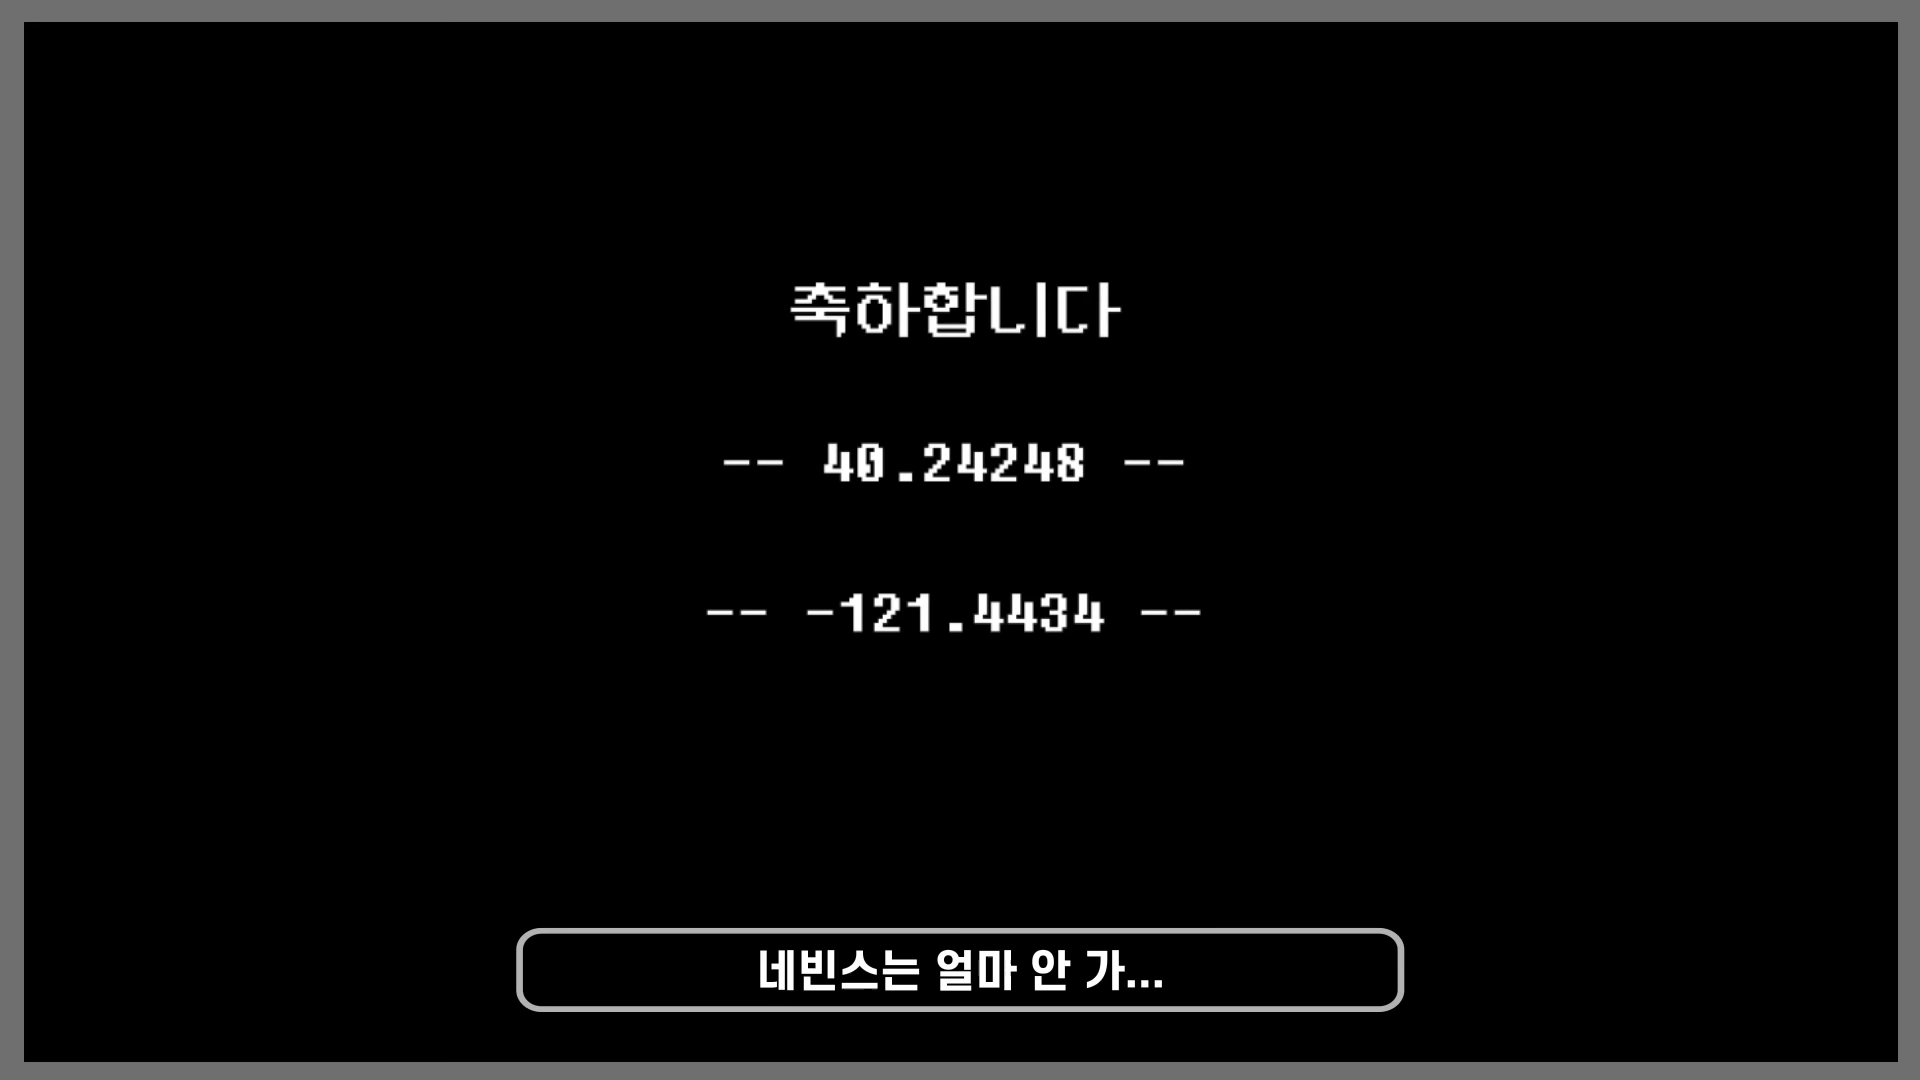 축하합니다
-- 40.24248 --
-- -121.4434 --
네빈스는 얼마 안 가...